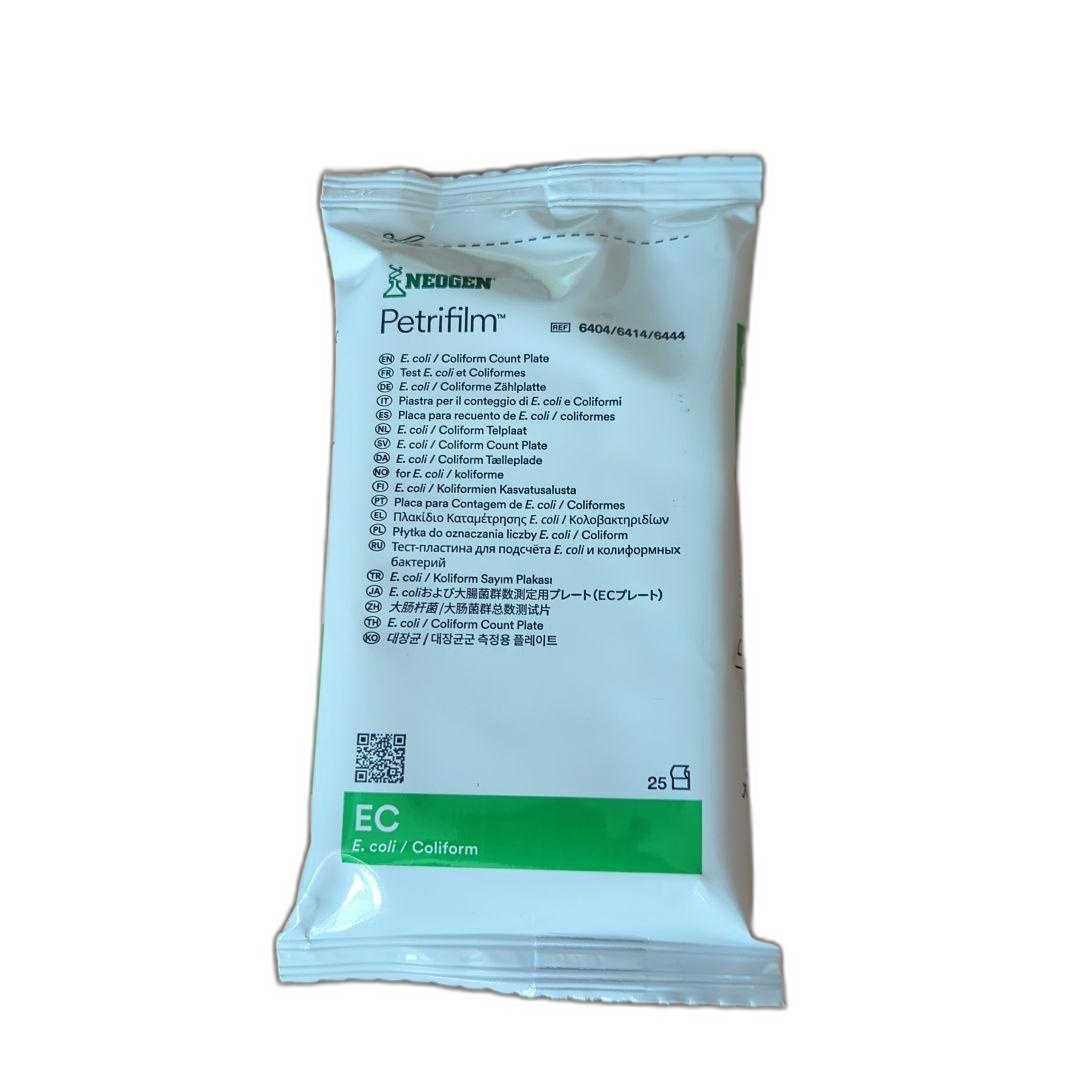 NEOGEN
Petrifilm™
REF 6404/6414/6444
EN E. coli / Coliform Count Plate
FR Test E. coli et Coliformes
DE E. coli / Coliforme Zählplatte
IT Piastra per il conteggio di E. coli e Coliformi
ES Placa para recuento de E. coli / coliformes
NL E. coli / Coliform Telplaat
SV E. coli / Coliform Count Plate
DA E. coli / Coliform Tælleplade
NO for E. coli / koliforme
FI E. coli / Koliformien Kasvatusalusta
PT Placa para Contagem de E. coli / Coliformes
EL Πλακίδιο Καταμέτρησης E. coli / Κολοβακτηριδίων
PL Płytka do oznaczania liczby E. coli / Coliform
RU Тест-пластина для подсчёта E. coli и колиформных
бактерий
TR E. coli / Koliform Sayım Plakası
JA E. coliおよび大腸菌群数測定用プレート(ECプレート)
ZH 大肠杆菌/大肠菌群总数测试片
TH E. coli / Coliform Count Plate
KO 대장균 / 대장균군 측정용 플레이트
25
EC
E. coli / Coliform